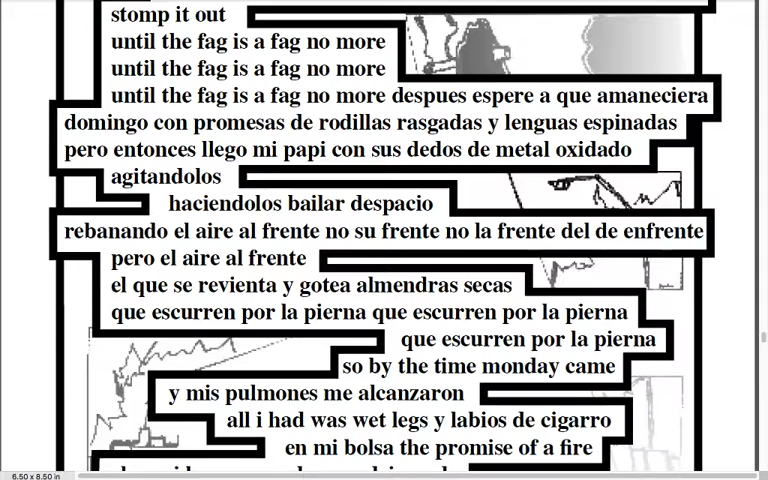 stomp it out
until the fag is a fag no more
until the fag is a fag no more
until the fag is a fag no more despues espere a que amaneciera
domingo con promesas de rodillas rasgadas y lenguas espinadas
pero entonces llego mi papi con sus dedos de metal oxidado
agitandolos
haciendolos bailar despacio
rebanando el aire al frente no su frente no la frente del de enfrente
pero el aire al frente
el que se revienta y gotea almendras secas
que escurren por la pierna que escurren por la pierna
que escurren por la pierna
so by the time monday came
y mis pulmones me alcanzaron
all i had was wet legs y labios de cigarro
en mi bolsa the promise of a fire
6.50 x 8.50 in